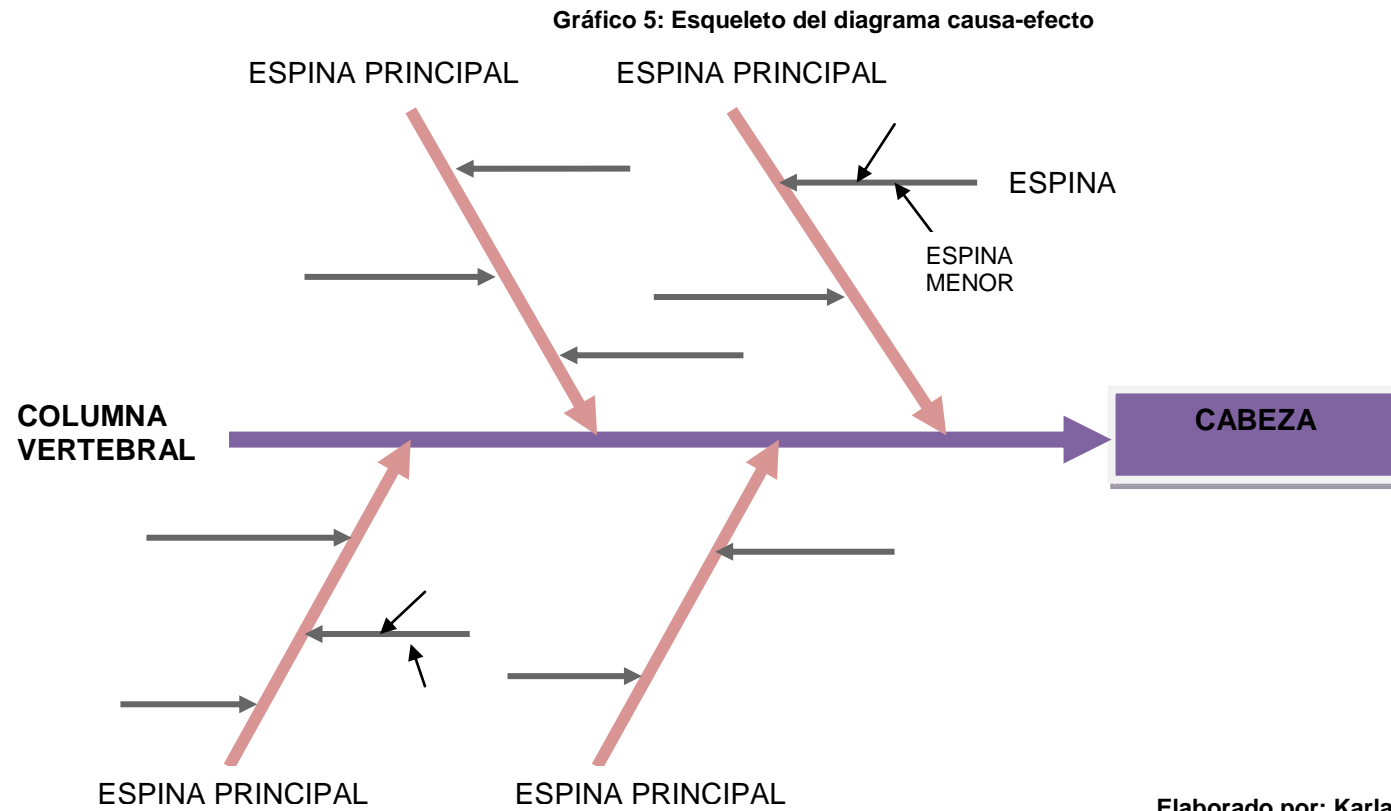 Gráfico 5: Esqueleto del diagrama causa-efecto
ESPINA PRINCIPAL
ESPINA PRINCIPAL
ESPINA
ESPINA
MENOR
COLUMNA
VERTEBRAL
CABEZA
ESPINA PRINCIPAL
ESPINA PRINCIPAL
Elaborado por: Karla